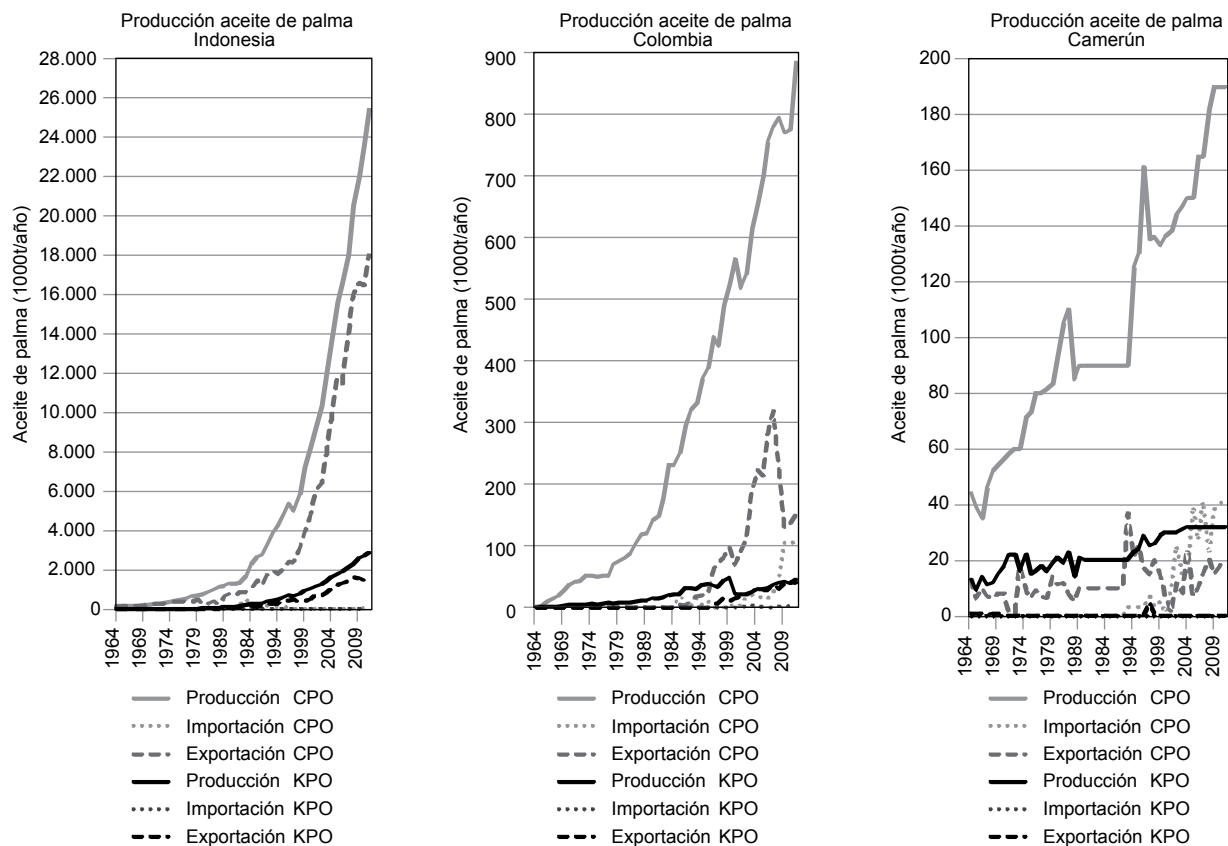 Producción aceite de palma
Indonesia
Aceite de palma (1000t/año)
28.000
26.000
24.000
22.000
20.000
18.000
16.000
14.000
12.000
10.000
8.000
6.000
4.000
2.000
0
1964
1969
1974
1979
1984
1989
1994
1999
2004
2009
Producción CPO
Importación CPO
Exportación CPO
Producción KPO
Importación KPO
Exportación KPO
Producción aceite de palma
Colombia
Aceite de palma (1000t/año)
900
800
900
600
500
400
300
200
100
0
1964
1969
1974
1979
1984
1989
1994
1999
2004
2009
Producción CPO
Importación CPO
Exportación CPO
Producción KPO
Importación KPO
Exportación KPO
Producción aceite de palma
Camerún
Aceite de palma (1000t/año)
200
180
160
140
120
100
80
60
40
20
0
1964
1969
1974
1979
1989
1984
1994
1999
2004
2009
Producción CPO
Importación CPO
Exportación CPO
Producción KPO
Importación KPO
Exportación KPO